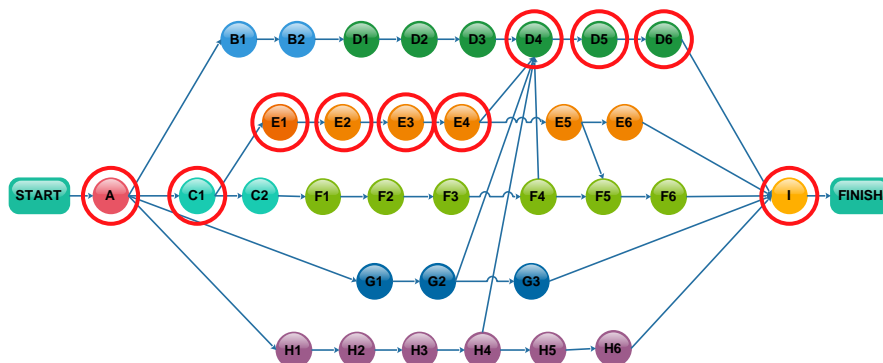 B1 B2 D1 D2 D3 D4 D5 D6
E1 E2 E3 E4 E5 E6
START A C1 C2 F1 F2 F3 F4 F5 F6 I FINISH
G1 G2 G3
H1 H2 H3 H4 H5 H6